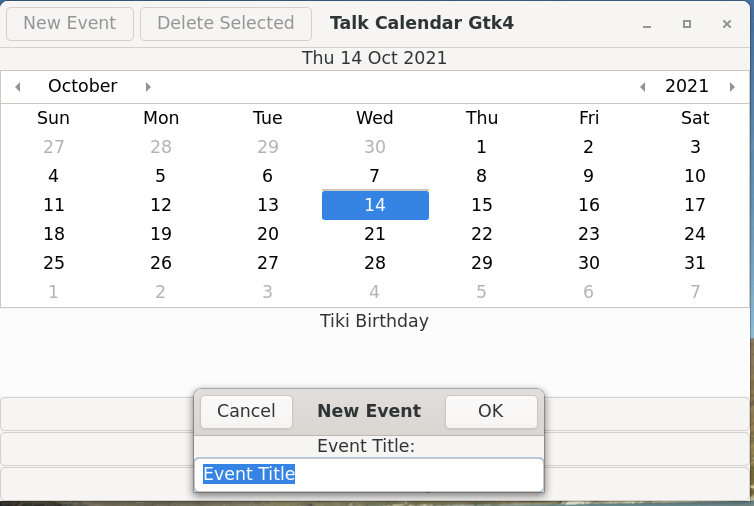 New Event Delete Selected Talk Calendar Gtk4
Thu 14 Oct 2021
October 2021
Sun Mon Tue Wed Thu Fri Sat
27 28 29 30 1 2 3
4 5 6 7 8 9 10
11 12 13 14 15 16 17
18 19 20 21 22 23 24
25 26 27 28 29 30 31
1 2 3 4 5 6 7
Tiki Birthday
Cancel New Event OK
Event Title:
Event Title